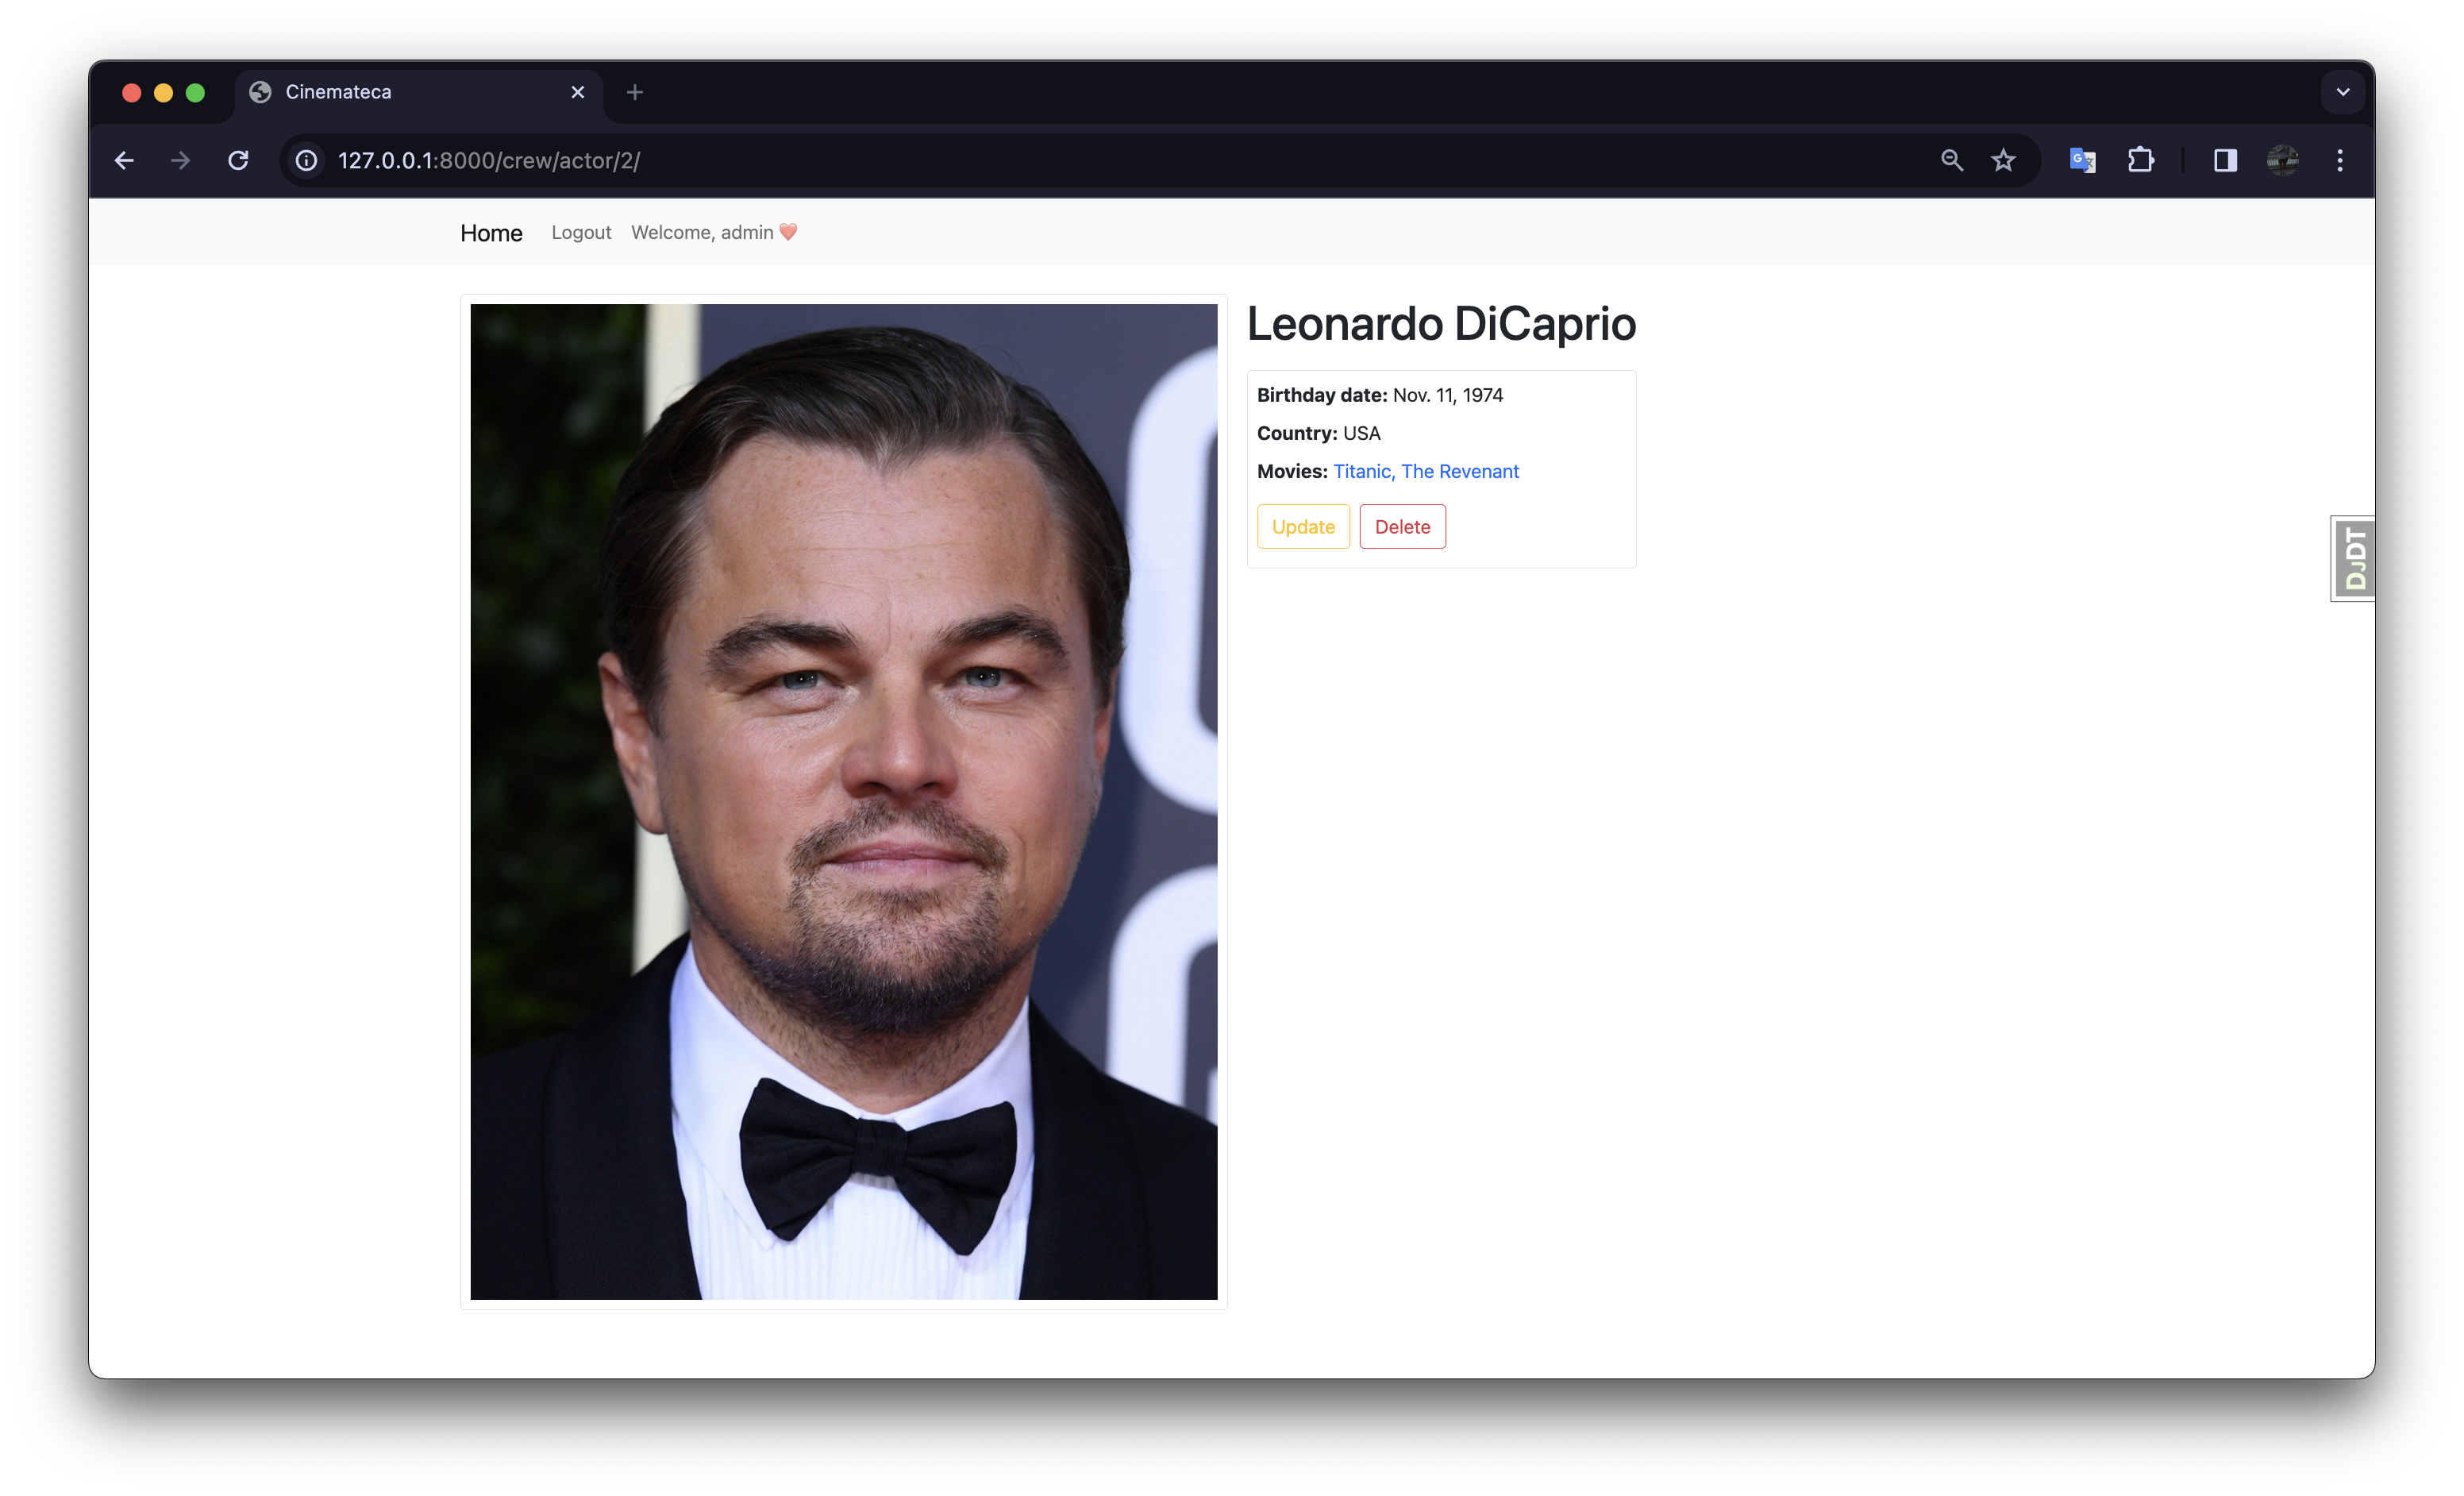 Cinemateca
127.0.0.1:8000/crew/actor/2/
Home Logout Welcome, admin
Leonardo DiCaprio
Birthday date: Nov. 11, 1974
Country: USA
Movies: Titanic, The Revenant
Update Delete
DJDT